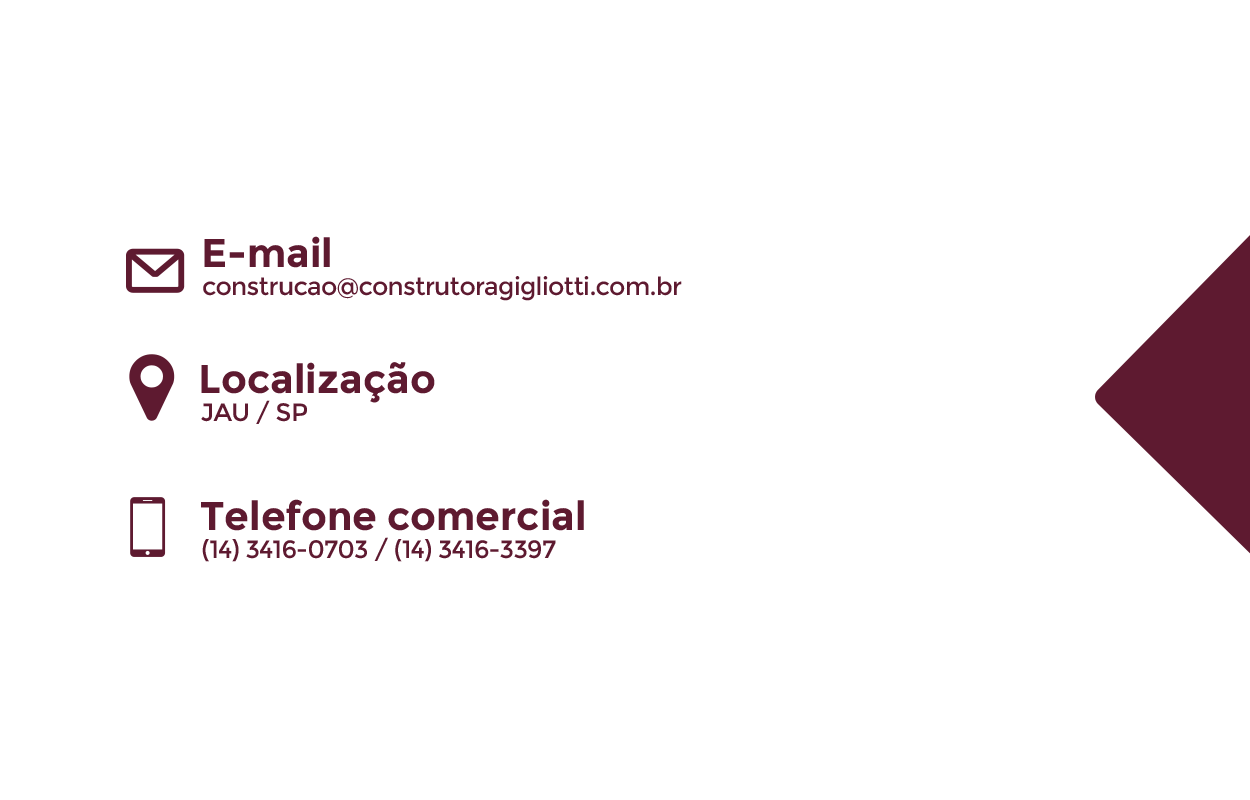 E-mail
construcao@construtoragigliotti.com.br
Localização
JAU / SP
Telefone comercial
(14) 3416-0703 / (14) 3416-3397